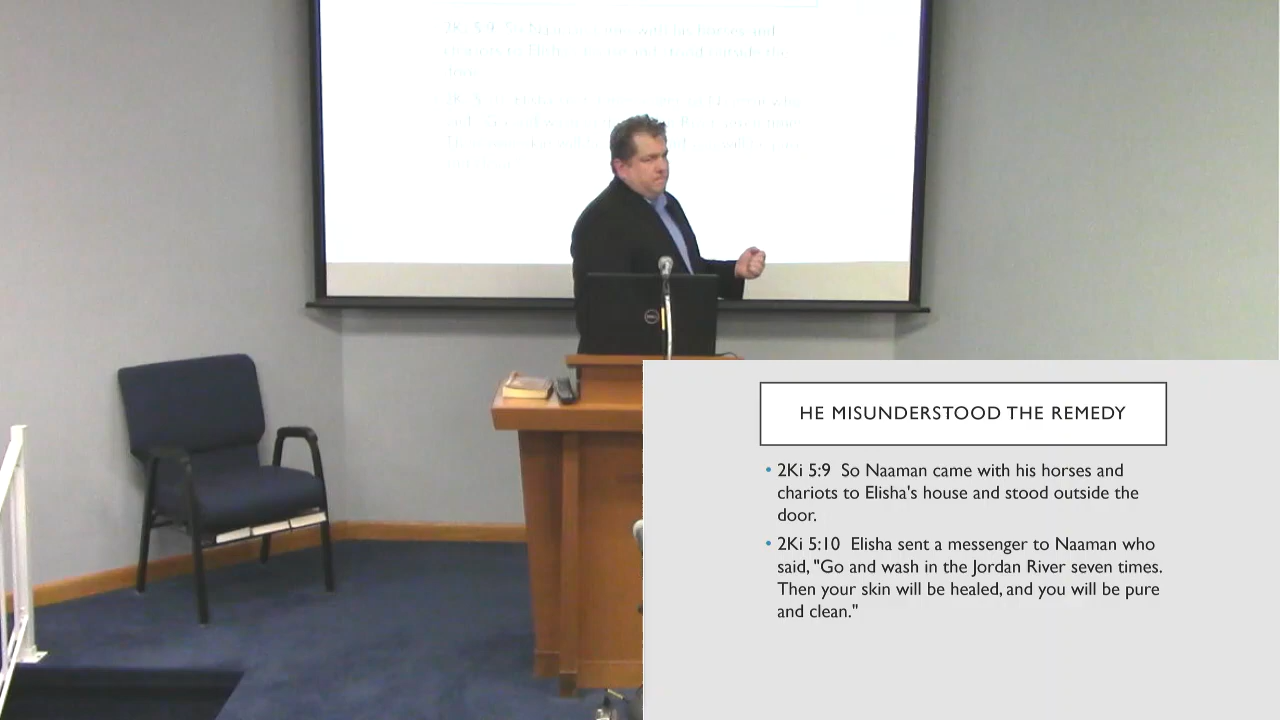 HE MISUNDERSTOOD THE REMEDY
• 2Ki 5:9 So Naaman came with his horses and
chariots to Elisha's house and stood outside the
door.
• 2Ki 5:10 Elisha sent a messenger to Naaman who
said, "Go and wash in the Jordan River seven times.
Then your skin will be healed, and you will be pure
and clean."
DELL